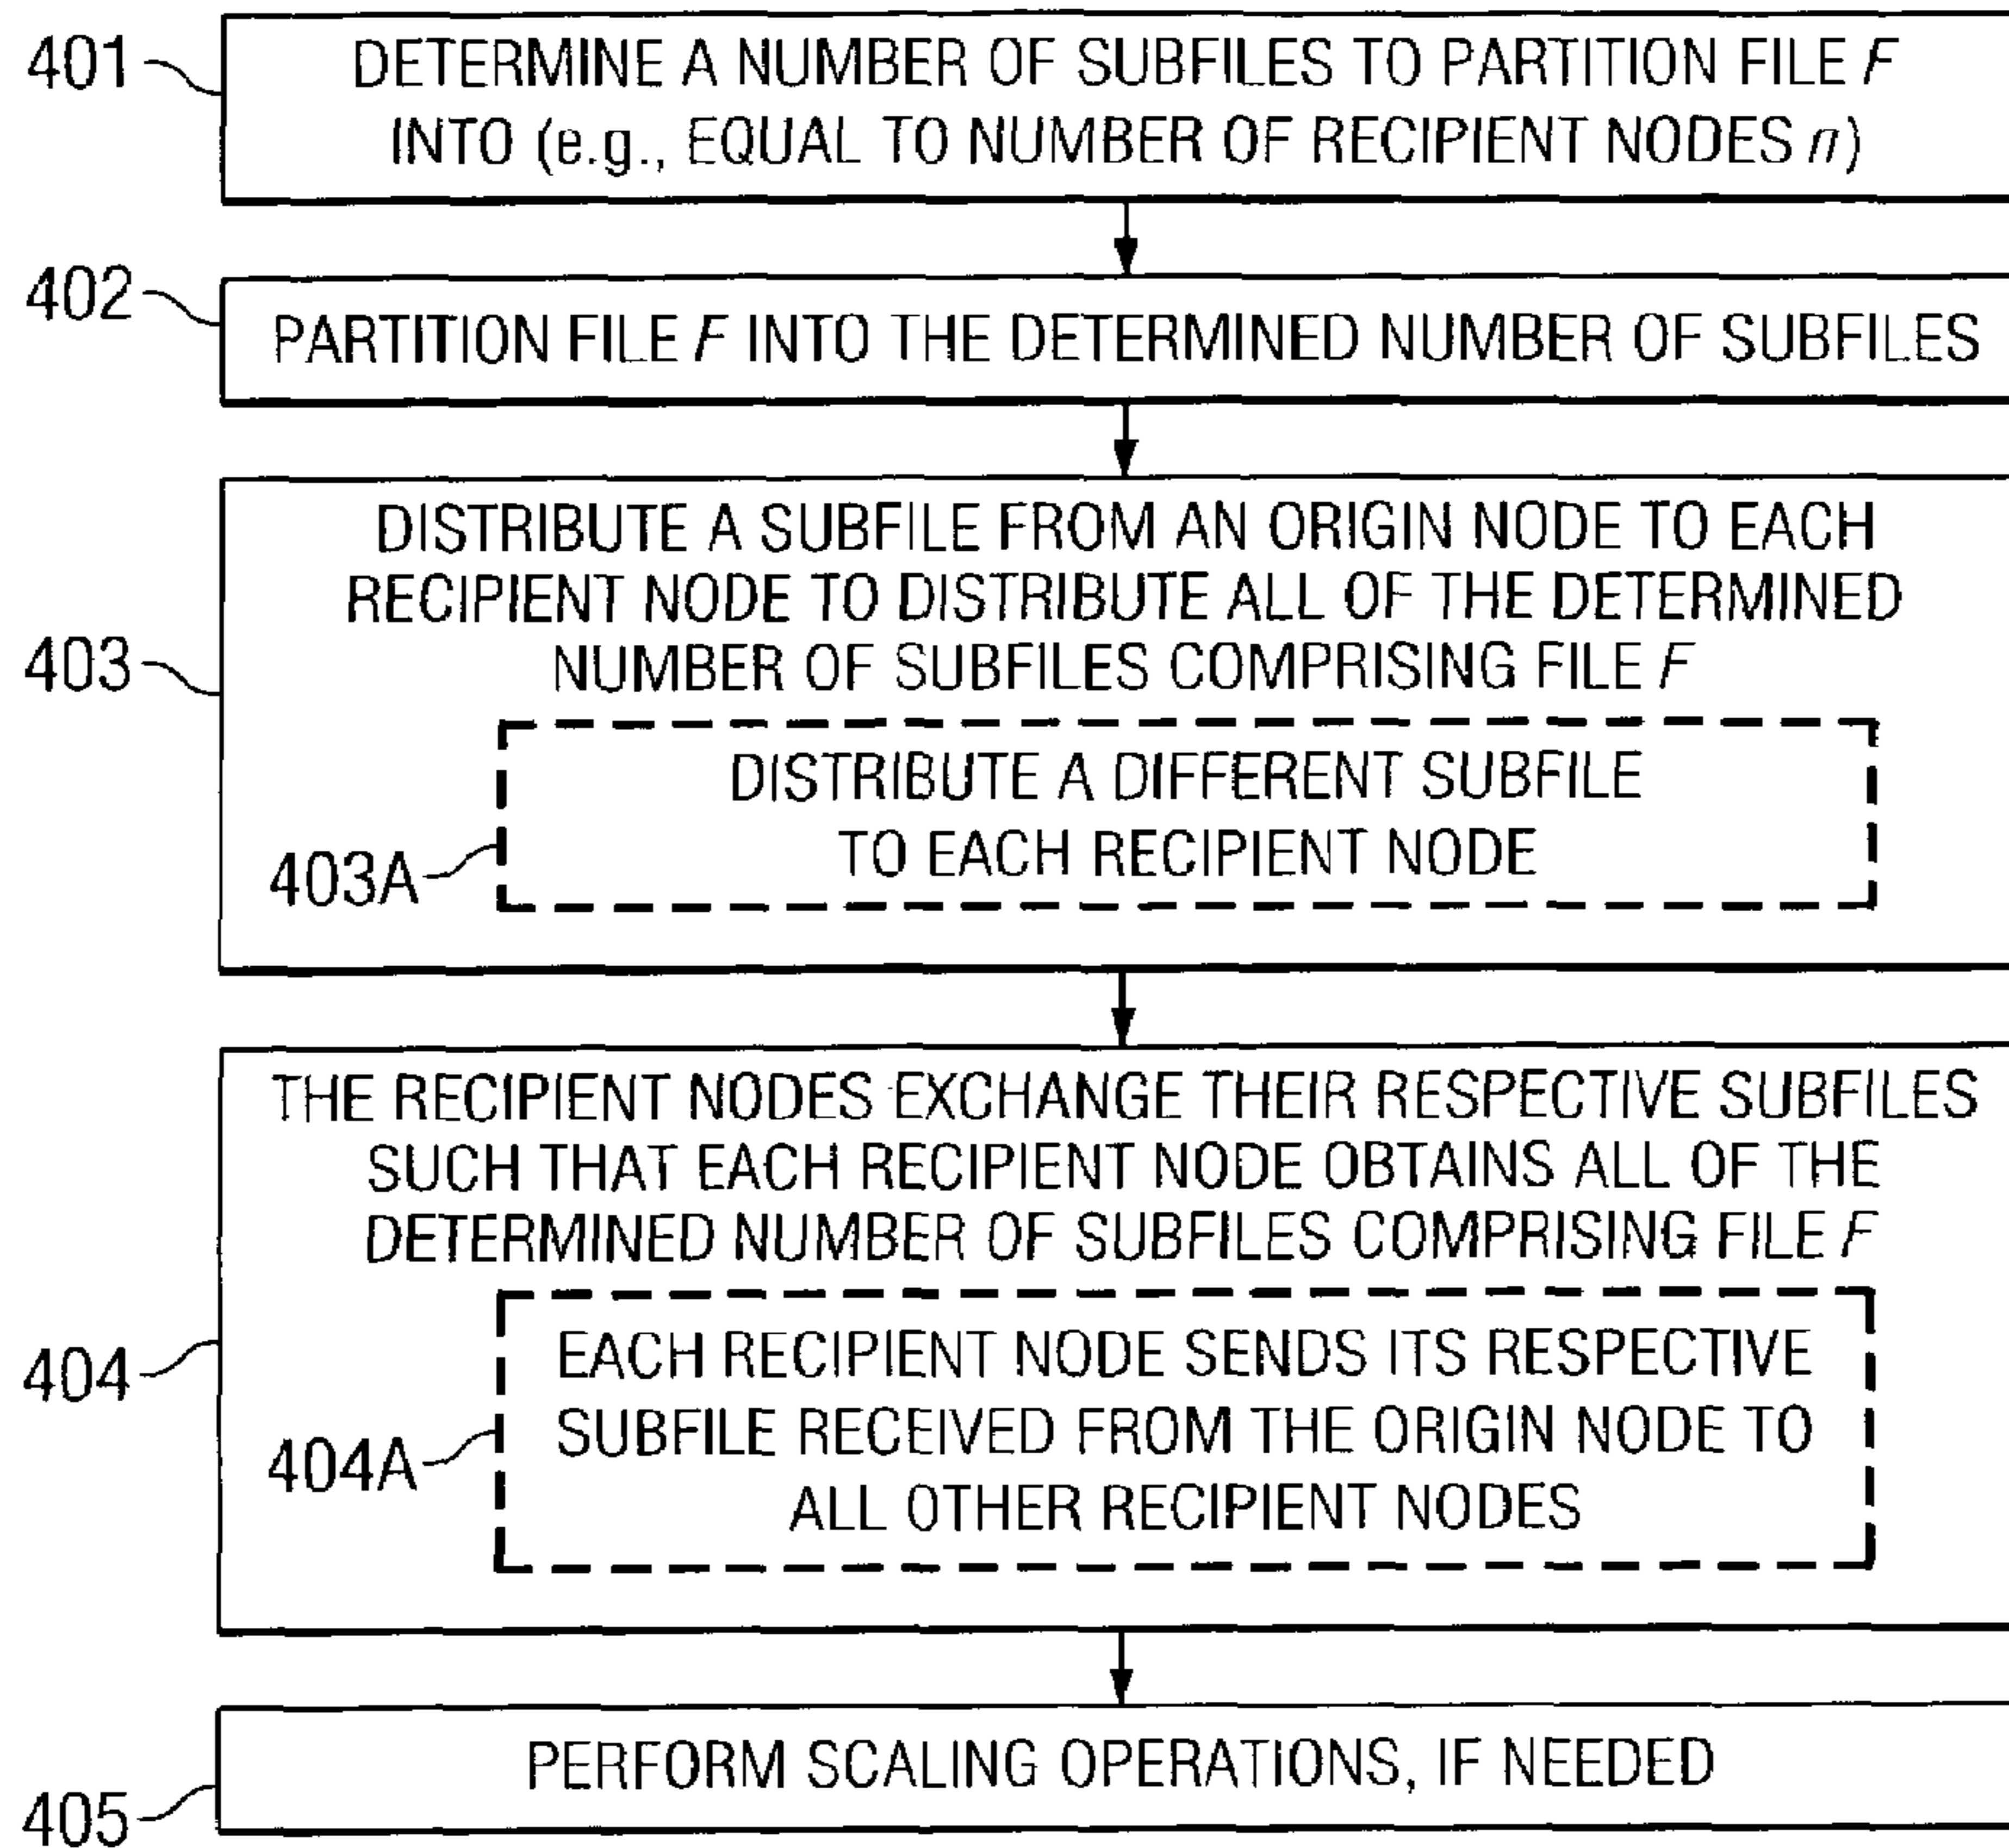 401
DETERMINE A NUMBER OF SUBFILES TO PARTITION FILE F
INTO (e.g., EQUAL TO NUMBER OF RECIPIENT NODES n)
402
PARTITION FILE F INTO THE DETERMINED NUMBER OF SUBFILES
403
DISTRIBUTE A SUBFILE FROM AN ORIGIN NODE TO EACH
RECIPIENT NODE TO DISTRIBUTE ALL OF THE DETERMINED
NUMBER OF SUBFILES COMPRISING FILE F
403A
DISTRIBUTE A DIFFERENT SUBFILE
TO EACH RECIPIENT NODE
404
THE RECIPIENT NODES EXCHANGE THEIR RESPECTIVE SUBFILES
SUCH THAT EACH RECIPIENT NODE OBTAINS ALL OF THE
DETERMINED NUMBER OF SUBFILES COMPRISING FILE F
404A
EACH RECIPIENT NODE SENDS ITS RESPECTIVE
SUBFILE RECEIVED FROM THE ORIGIN NODE TO
ALL OTHER RECIPIENT NODES
405
PERFORM SCALING OPERATIONS, IF NEEDED